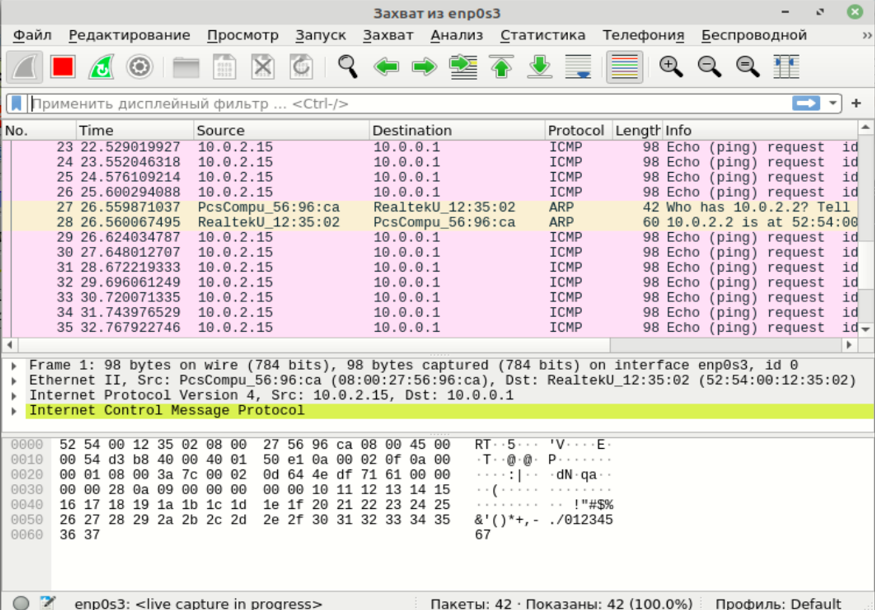 Захват из enp0s3
Файл Редактирование Просмотр Запуск Захват Анализ Статистика Телефония Беспроводной »
Применить дисплейный фильтр ... <Ctrl-/> +
No. Time Source Destination Protocol Length Info
23 22.529019927 10.0.2.15 10.0.0.1 ICMP 98 Echo (ping) request id
24 23.552046318 10.0.2.15 10.0.0.1 ICMP 98 Echo (ping) request id
25 24.576109214 10.0.2.15 10.0.0.1 ICMP 98 Echo (ping) request id
26 25.600294088 10.0.2.15 10.0.0.1 ICMP 98 Echo (ping) request id
27 26.559871037 PcsCompu_56:96:ca RealtekU_12:35:02 ARP 42 Who has 10.0.2.2? Tell
28 26.560067495 RealtekU_12:35:02 PcsCompu_56:96:ca ARP 60 10.0.2.2 is at 52:54:00
29 26.624034787 10.0.2.15 10.0.0.1 ICMP 98 Echo (ping) request id
30 27.648012707 10.0.2.15 10.0.0.1 ICMP 98 Echo (ping) request id
31 28.672219333 10.0.2.15 10.0.0.1 ICMP 98 Echo (ping) request id
32 29.696061249 10.0.2.15 10.0.0.1 ICMP 98 Echo (ping) request id
33 30.720071335 10.0.2.15 10.0.0.1 ICMP 98 Echo (ping) request id
34 31.743976529 10.0.2.15 10.0.0.1 ICMP 98 Echo (ping) request id
35 32.767922746 10.0.2.15 10.0.0.1 ICMP 98 Echo (ping) request id
Frame 1: 98 bytes on wire (784 bits), 98 bytes captured (784 bits) on interface enp0s3, id 0
Ethernet II, Src: PcsCompu_56:96:ca (08:00:27:56:96:ca), Dst: RealtekU_12:35:02 (52:54:00:12:35:02)
Internet Protocol Version 4, Src: 10.0.2.15, Dst: 10.0.0.1
Internet Control Message Protocol
0000 52 54 00 12 35 02 08 00 27 56 96 ca 08 00 45 00 RT··5··· 'V····E·
0010 00 54 d3 b8 40 00 40 01 50 e1 0a 00 02 0f 0a 00 ·T··@·@· P·······
0020 00 01 08 00 3a 7c 00 02 0d 64 4e df 71 61 00 00 ····:|·· ·dN·qa··
0030 00 00 28 0a 09 00 00 00 00 00 10 11 12 13 14 15 ··(····· ········
0040 16 17 18 19 1a 1b 1c 1d 1e 1f 20 21 22 23 24 25 ········ ·· !"#$%
0050 26 27 28 29 2a 2b 2c 2d 2e 2f 30 31 32 33 34 35 &'()*+,- ./012345
0060 36 37 67
enp0s3: <live capture in progress> Пакеты: 42 · Показаны: 42 (100.0%) Профиль: Default